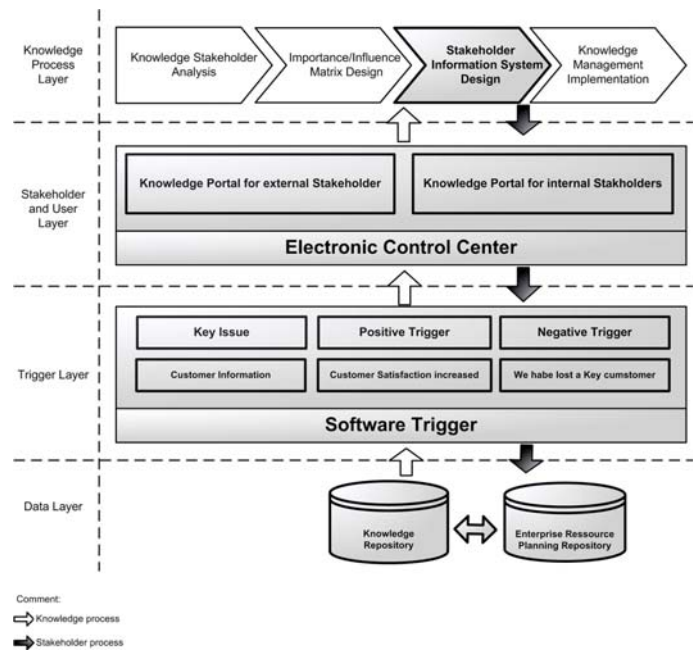 Knowledge
Process
Layer
Knowledge Stakeholder
Analysis
Importance/Influence
Matrix Design
Stakeholder
Information System
Design
Knowledge
Management
Implementation
Stakeholder
and User
Layer
Knowledge Portal for external Stakeholder
Knowledge Portal for internal Stakholders
Electronic Control Center
Trigger Layer
Key Issue
Positive Trigger
Negative Trigger
Customer Information
Customer Satisfaction increased
We habe lost a Key cumstomer
Software Trigger
Data Layer
Knowledge
Repository
Enterprise Ressource
Planning Repository
Comment:
Knowledge process
Stakeholder process